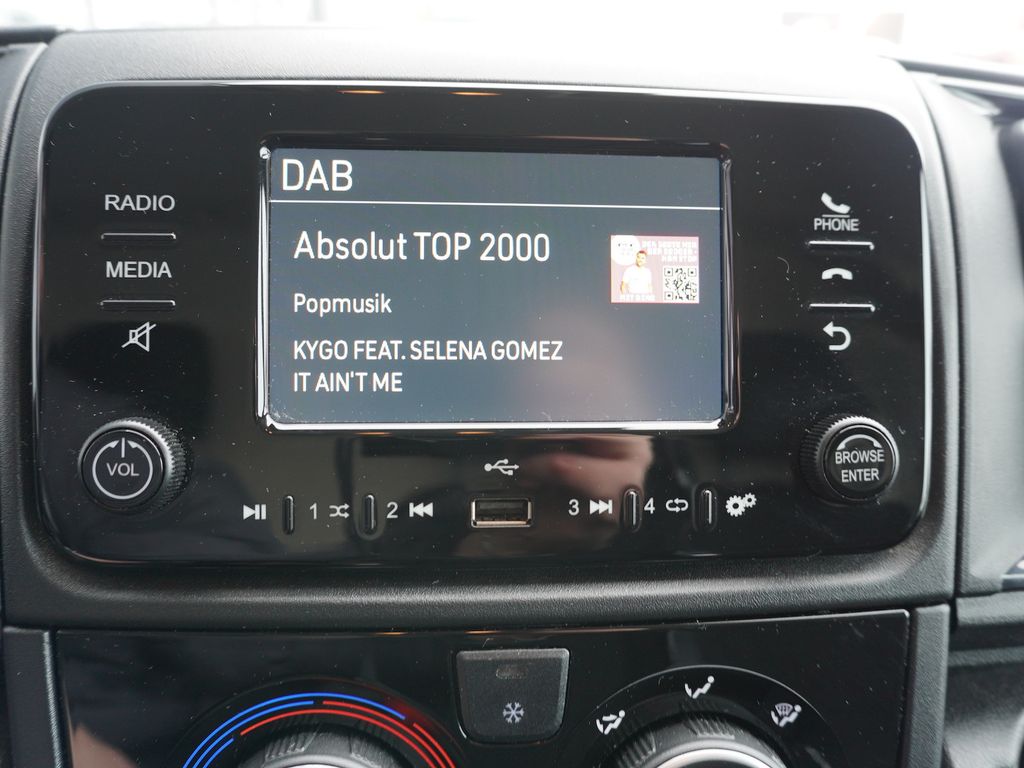 DAB
RADIO
Absolut TOP 2000
PHONE
MEDIA
Popmusik
KYGO FEAT. SELENA GOMEZ
IT AIN'T ME
VOL
BROWSE
ENTER
1 2 3 4